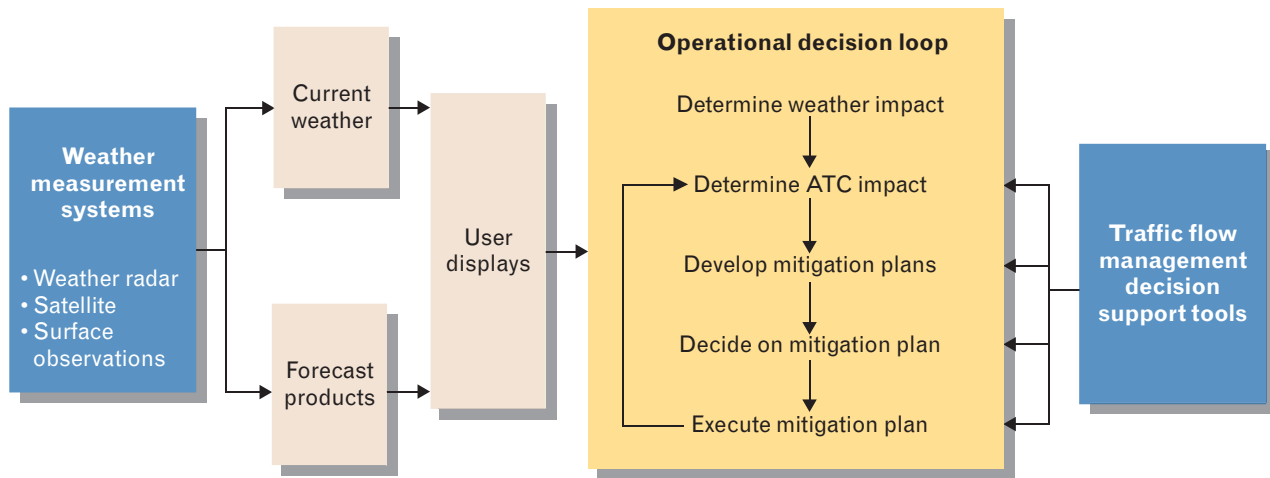 Weather
measurement
systems
• Weather radar
• Satellite
• Surface
observations
Current
weather
Forecast
products
User
displays
Operational decision loop
Determine weather impact
Determine ATC impact
Develop mitigation plans
Decide on mitigation plan
Execute mitigation plan
Traffic flow
management
decision
support tools